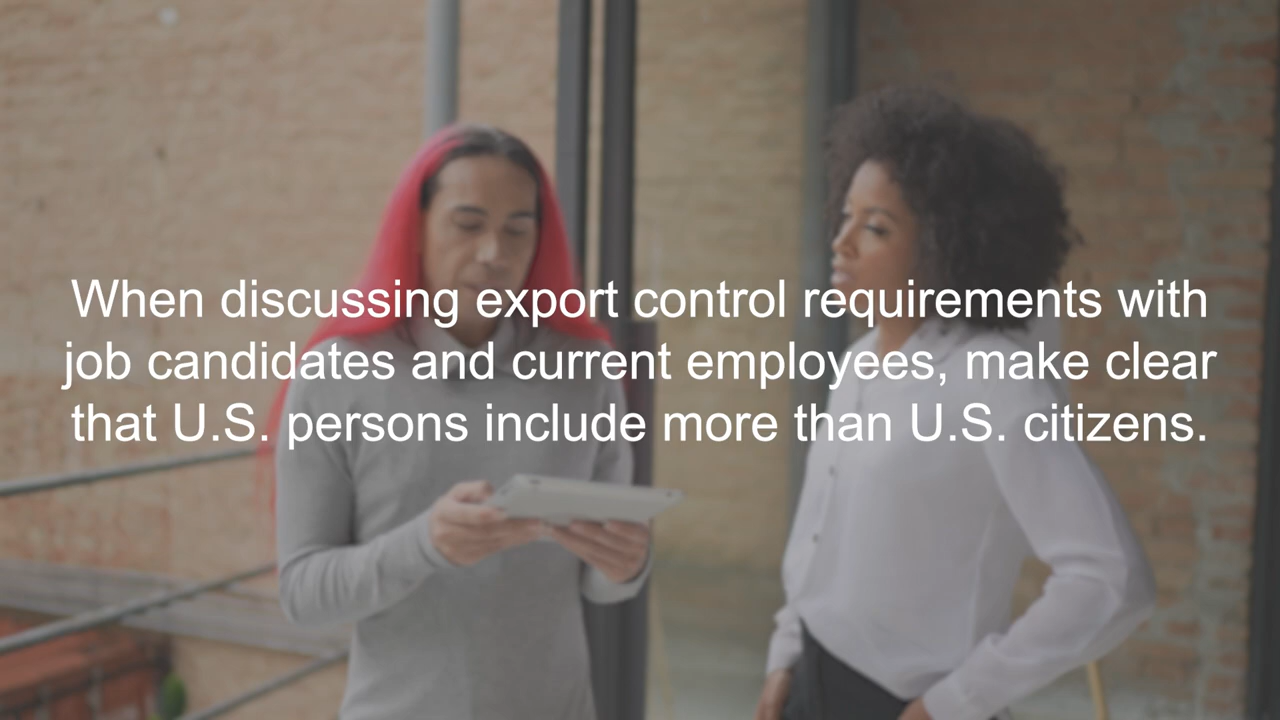 When discussing export control requirements with
job candidates and current employees, make clear
that U.S. persons include more than U.S. citizens.